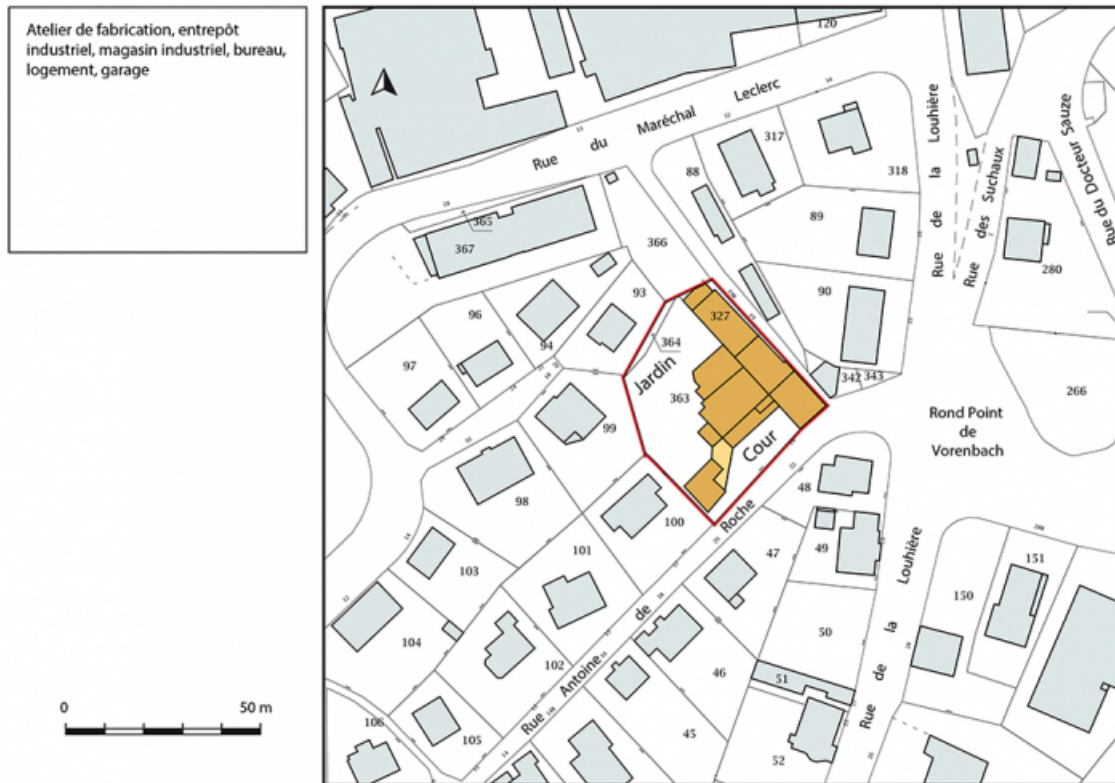 Atelier de fabrication, entrepôt
industriel, magasin industriel, bureau,
logement, garage
0 50 m
120
Rue du Maréchal Leclerc
317
318
88
89
90
365
367
366
93
96
94
97
327
364
Jardin
363
Cour
342 343
99
98
100
101
103
104
102
105
106
Rue Antoine de Roche
Rue de la Louhière
Rue des Suchaux
Rue du Docteur Sauze
280
266
Rond Point
de
Vorenbach
48
47
49
50
51
46
45
52
Rue de la Louhière
150
151